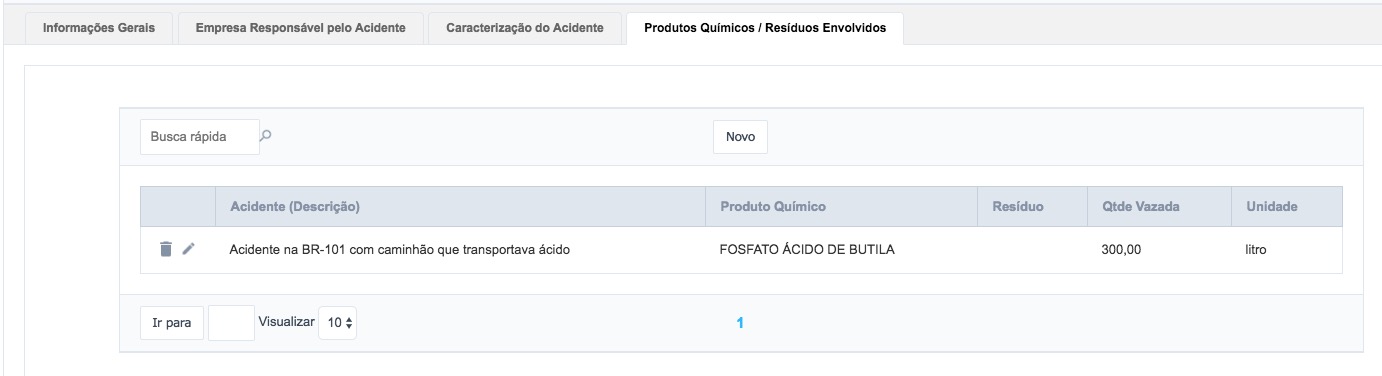 Informações Gerais Empresa Responsável pelo Acidente Caracterização do Acidente Produtos Químicos / Resíduos Envolvidos
Busca rápida Novo
Acidente (Descrição) Produto Químico Resíduo Qtde Vazada Unidade
Acidente na BR-101 com caminhão que transportava ácido FOSFATO ÁCIDO DE BUTILA 300,00 litro
Ir para Visualizar 10 1